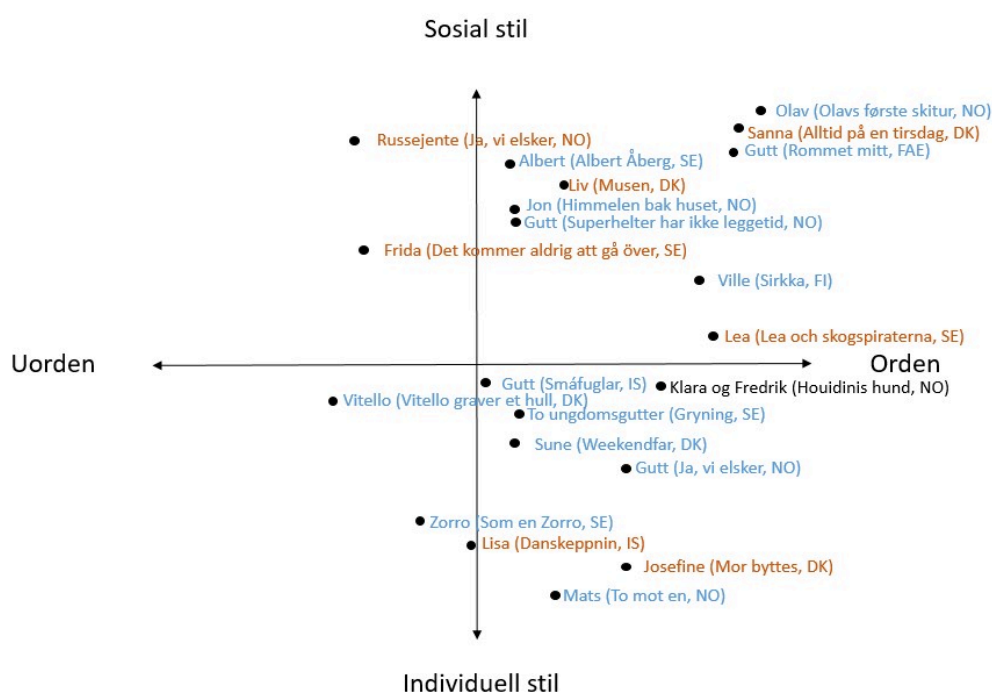 Sosial stil
Olav (Olavs første skitur, NO)
Sanna (Alltid på en tirsdag, DK)
Russejente (Ja, vi elsker, NO)
Gutt (Rommet mitt, FAE)
Albert (Albert Åberg, SE)
Liv (Musen, DK)
Jon (Himmelen bak huset, NO)
Gutt (Superhelter har ikke leggetid, NO)
Frida (Det kommer aldrig att gå över, SE)
Ville (Sirkka, FI)
Lea (Lea och skogspiraterna, SE)
Uorden
Orden
Gutt (Smáfuglar, IS)
Klara og Fredrik (Houidinis hund, NO)
Vitello (Vitello graver et hull, DK)
To ungdomsgutter (Gryning, SE)
Sune (Weekendfar, DK)
Gutt (Ja, vi elsker, NO)
Zorro (Som en Zorro, SE)
Lisa (Danskeppnin, IS)
Josefine (Mor byttes, DK)
Mats (To mot en, NO)
Individuell stil